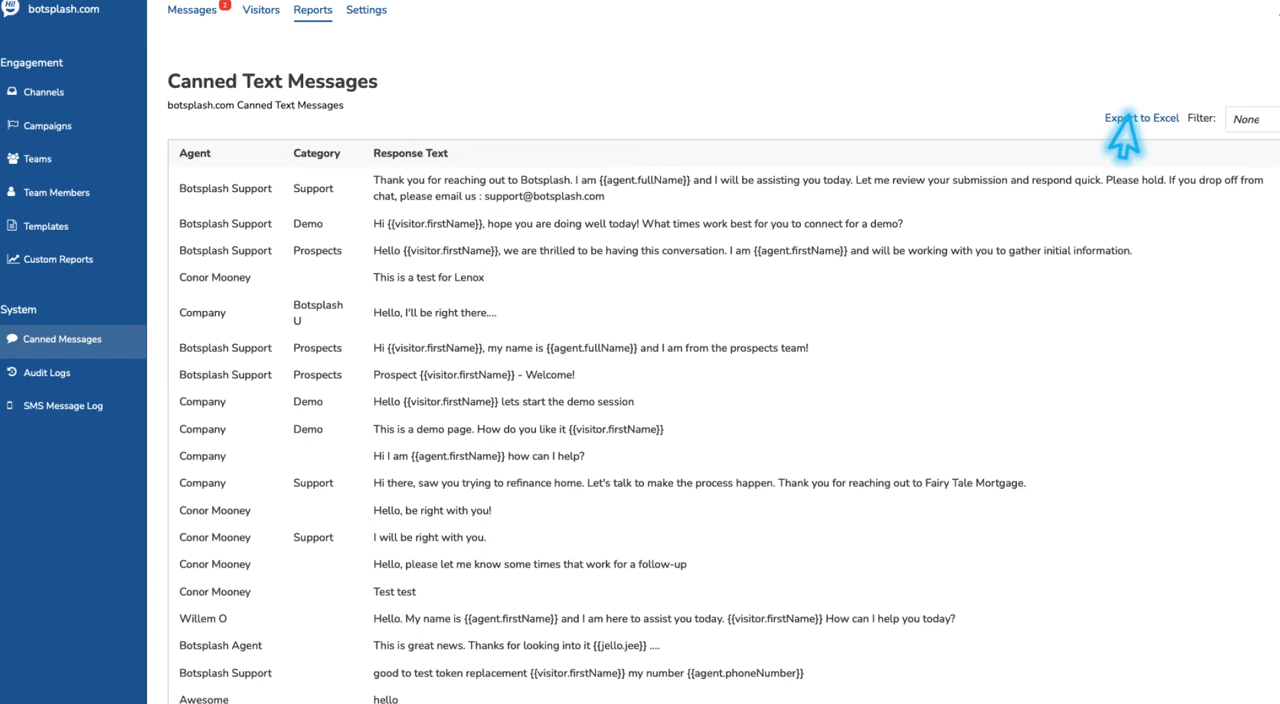 Hi!
botsplash.com
Messages 2 Visitors Reports Settings
Engagement
Channels
Campaigns
Teams
Team Members
Templates
Custom Reports
System
Canned Messages
Audit Logs
SMS Message Log
Canned Text Messages
botsplash.com Canned Text Messages
Export to Excel Filter: None
Agent Category Response Text
Botsplash Support Support Thank you for reaching out to Botsplash. I am {{agent.fullName}} and I will be assisting you today. Let me review your submission and respond quick. Please hold. If you drop off from
chat, please email us : support@botsplash.com
Botsplash Support Demo Hi {{visitor.firstName}}, hope you are doing well today! What times work best for you to connect for a demo?
Botsplash Support Prospects Hello {{visitor.firstName}}, we are thrilled to be having this conversation. I am {{agent.firstName}} and will be working with you to gather initial information.
Conor Mooney This is a test for Lenox
Company Botsplash
U Hello, I'll be right there....
Botsplash Support Prospects Hi {{visitor.firstName}}, my name is {{agent.fullName}} and I am from the prospects team!
Botsplash Support Prospects Prospect {{visitor.firstName}} - Welcome!
Company Demo Hello {{visitor.firstName}} lets start the demo session
Company Demo This is a demo page. How do you like it {{visitor.firstName}}
Company Hi I am {{agent.firstName}} how can I help?
Company Support Hi there, saw you trying to refinance home. Let's talk to make the process happen. Thank you for reaching out to Fairy Tale Mortgage.
Conor Mooney Hello, be right with you!
Conor Mooney Support I will be right with you.
Conor Mooney Hello, please let me know some times that work for a follow-up
Conor Mooney Test test
Willem O Hello. My name is {{agent.firstName}} and I am here to assist you today. {{visitor.firstName}} How can I help you today?
Botsplash Agent This is great news. Thanks for looking into it {{jello.jee}} ....
Botsplash Support good to test token replacement {{visitor.firstName}} my number {{agent.phoneNumber}}
Awesome hello